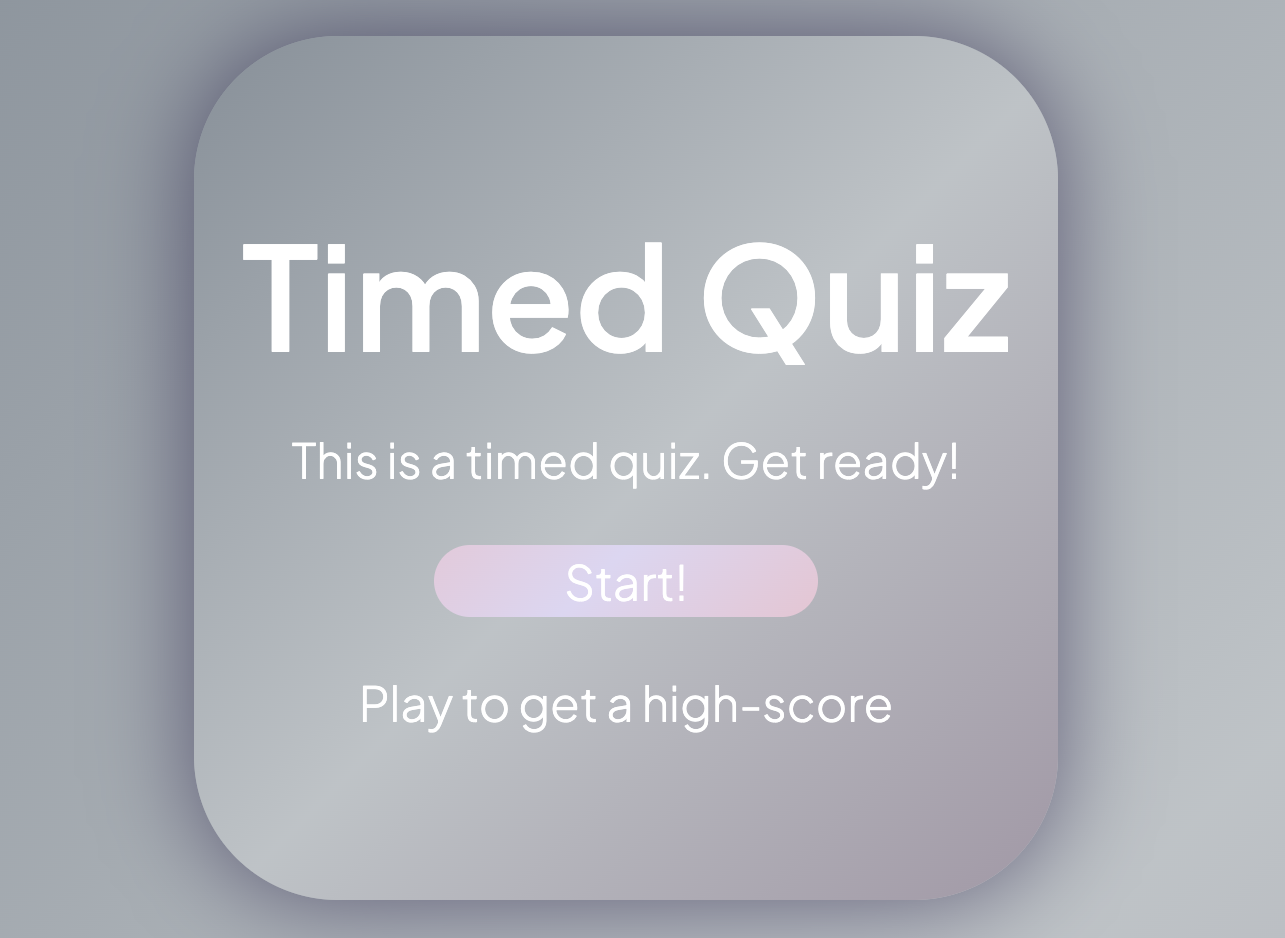 Timed Quiz
This is a timed quiz. Get ready!
Start!
Play to get a high-score